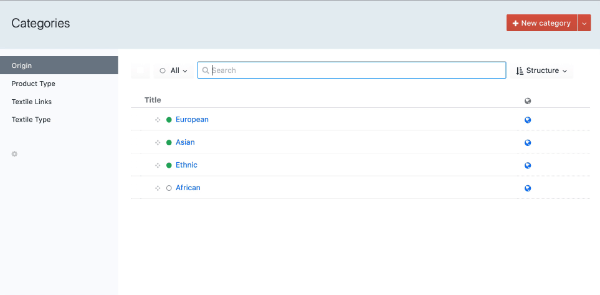 Categories
+ New category
Origin
Product Type
Textile Links
Textile Type
All
Search
Structure
Title
European
Asian
Ethnic
African